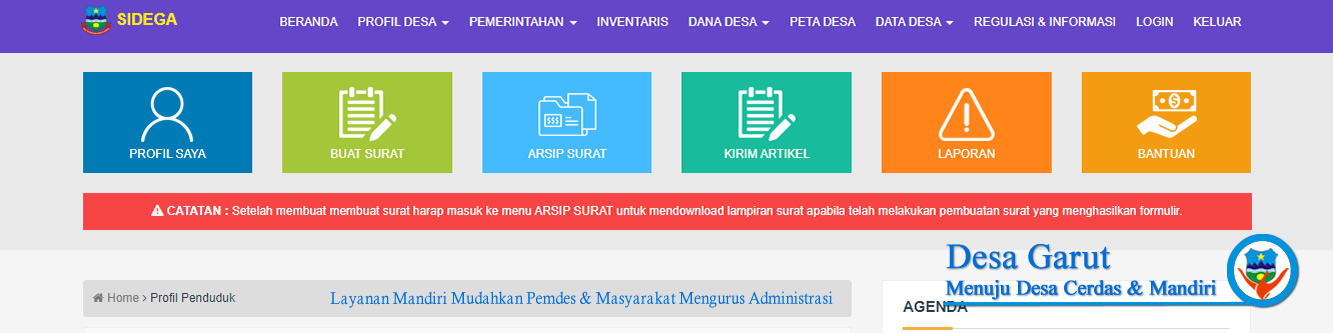 SIDEGA
BERANDA PROFIL DESA PEMERINTAHAN INVENTARIS DANA DESA PETA DESA DATA DESA REGULASI & INFORMASI LOGIN KELUAR
PROFIL SAYA
BUAT SURAT
ARSIP SURAT
KIRIM ARTIKEL
LAPORAN
BANTUAN
CATATAN : Setelah membuat membuat surat harap masuk ke menu ARSIP SURAT untuk mendownload lampiran surat apabila telah melakukan pembuatan surat yang menghasilkan formulir.
Home > Profil Penduduk
Layanan Mandiri Mudahkan Pemdes & Masyarakat Mengurus Administrasi
Desa Garut
Menuju Desa Cerdas & Mandiri
AGENDA